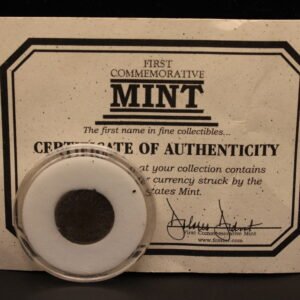 FIRST
COMMEMORATIVE
MINT
The first name in fine collectibles...
CERTIFICATE OF AUTHENTICITY
at your collection contains
currency struck by the
ates Mint.
First Commemorative Mint